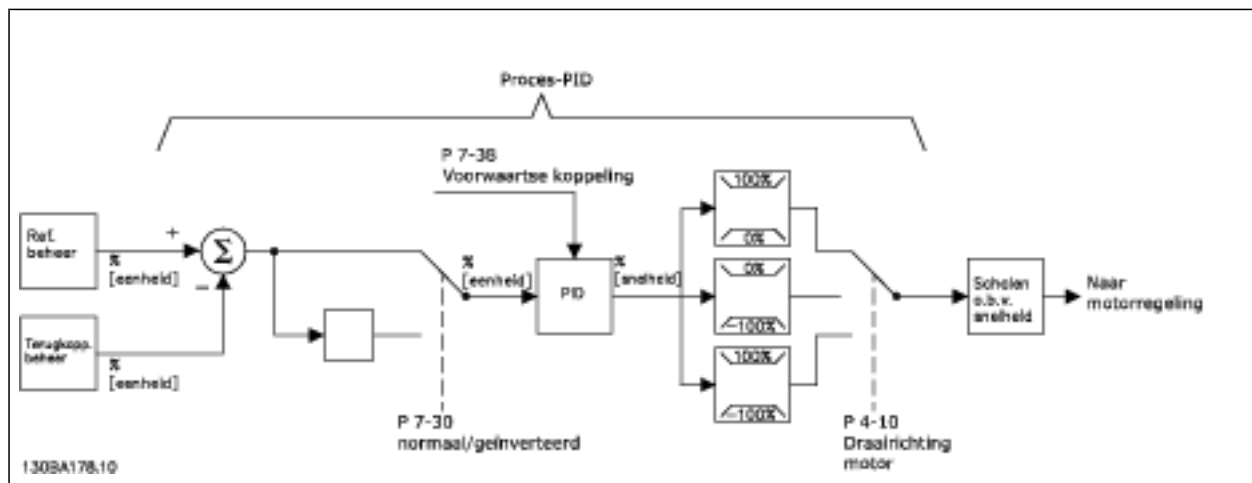 Proces-PID
P 7-38
Voorwaartse koppeling
Ref.
beheer
+
%
[eenheid]
Σ
−
Terugkopp.
beheer
%
[eenheid]
P 7-30
normaal/geïnverteerd
%
[eenheid]
PID
%
[snelheid]
100%
0%
0%
−100%
100%
−100%
P 4-10
Draairichting
motor
Schalen
o.b.v.
snelheid
Naar
motorregeling
130BA178.10